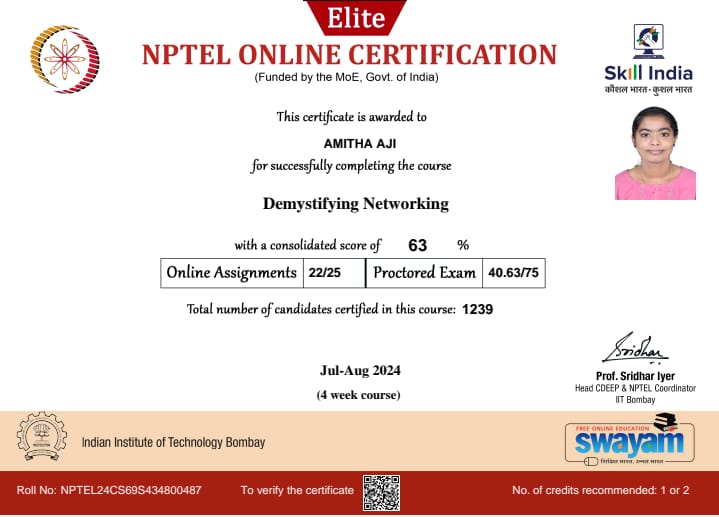 Elite
NPTEL ONLINE CERTIFICATION
(Funded by the MoE, Govt. of India)
Skill India
कौशल भारत - कुशल भारत
This certificate is awarded to
AMITHA AJI
for successfully completing the course
Demystifying Networking
with a consolidated score of 63 %
Online Assignments 22/25 Proctored Exam 40.63/75
Total number of candidates certified in this course: 1239
Sridhar
Jul-Aug 2024
(4 week course)
Prof. Sridhar Iyer
Head CDEEP & NPTEL Coordinator
IIT Bombay
Indian Institute of Technology Bombay
FREE ONLINE EDUCATION
swayam
शिक्षित भारत, उन्नत भारत
Roll No: NPTEL24CS69S434800487 To verify the certificate No. of credits recommended: 1 or 2